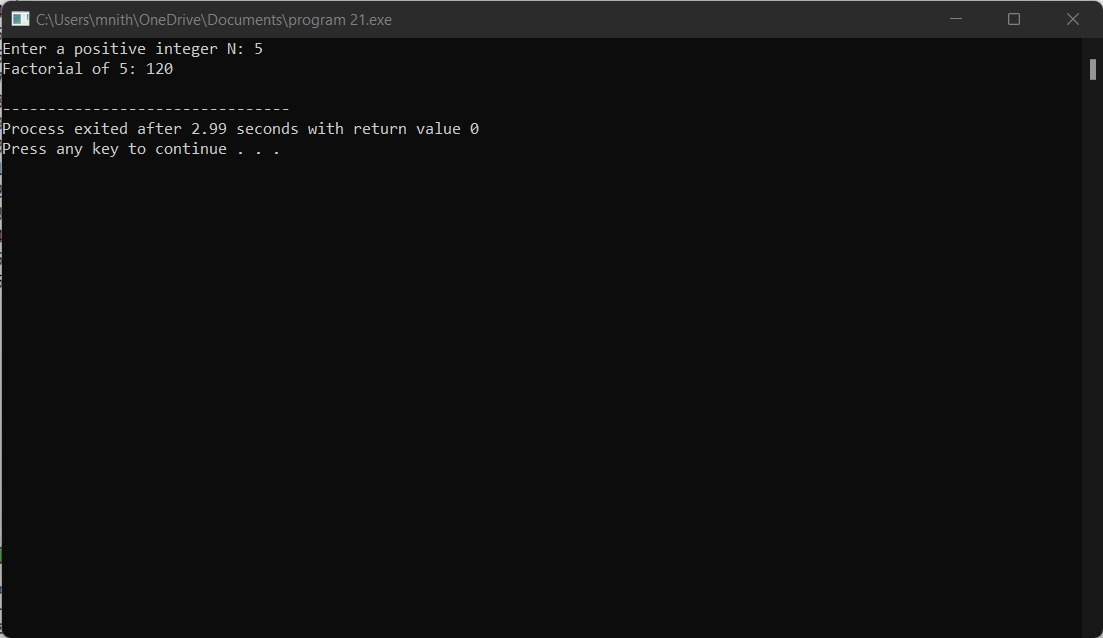 C:\Users\mnith\OneDrive\Documents\program 21.exe
Enter a positive integer N: 5
Factorial of 5: 120
--------------------------------
Process exited after 2.99 seconds with return value 0
Press any key to continue . . .